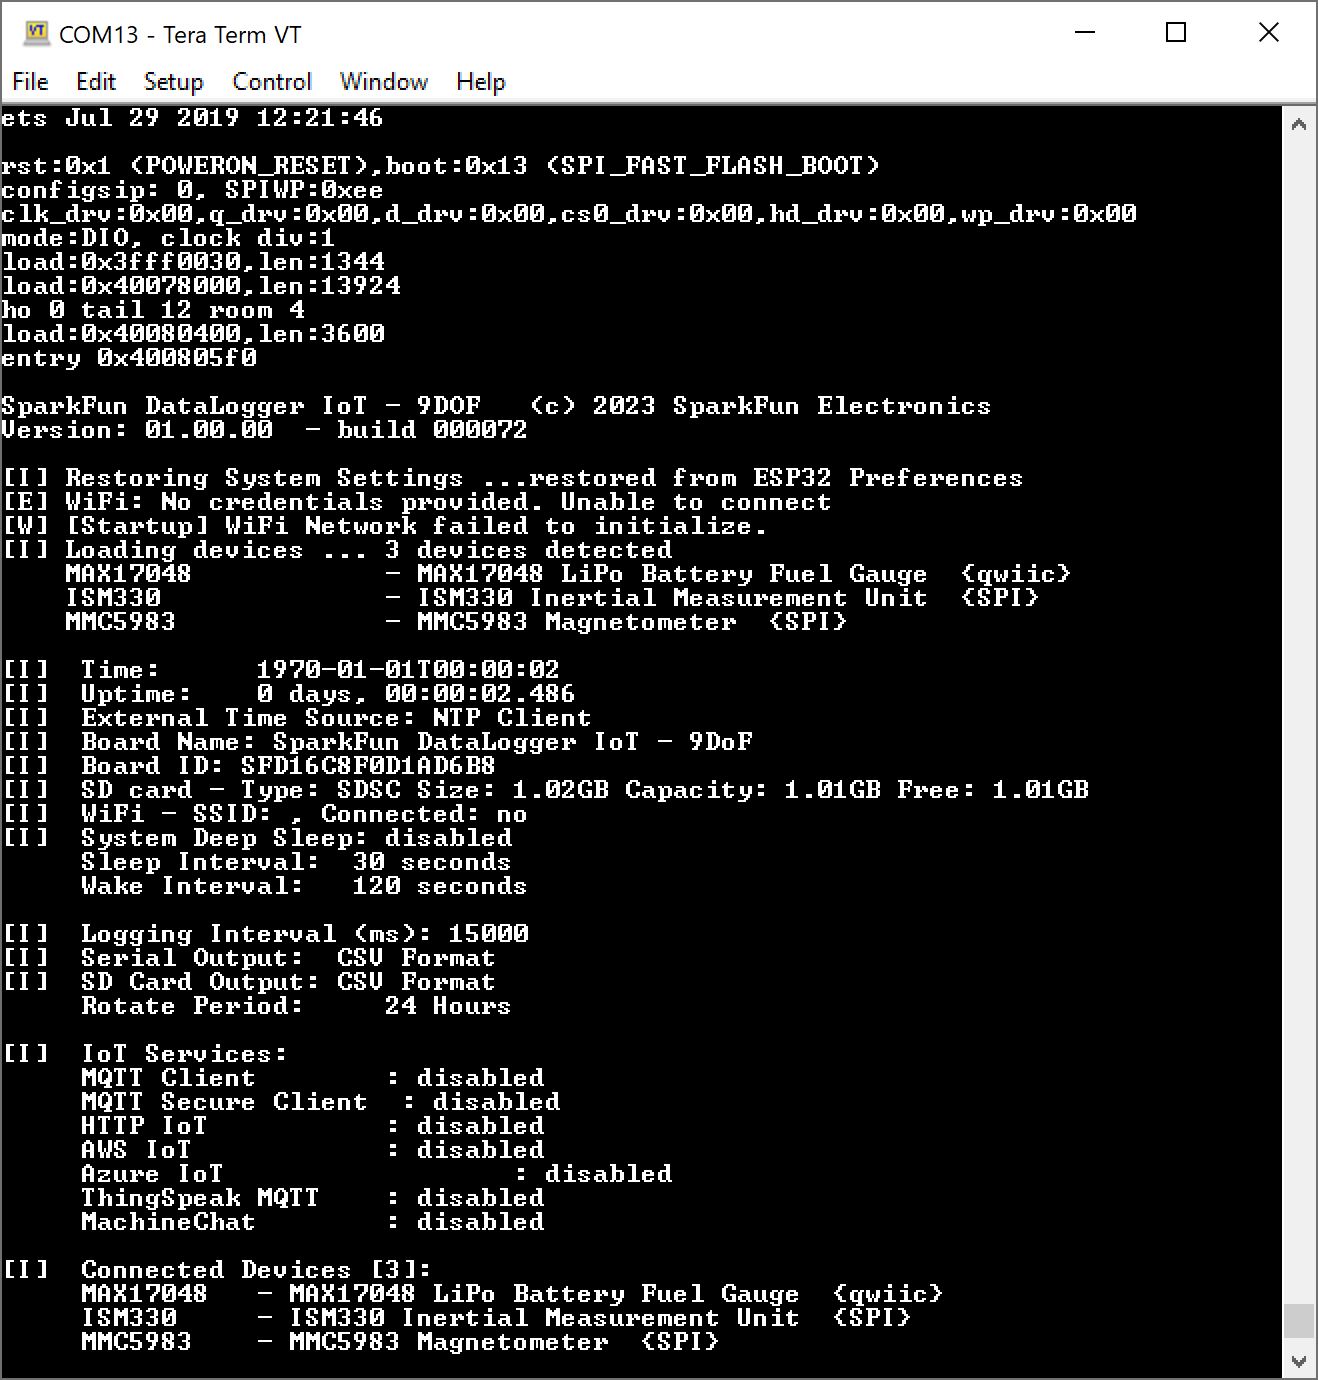 COM13 - Tera Term VT
File Edit Setup Control Window Help
ets Jul 29 2019 12:21:46
rst:0x1 (POWERON_RESET),boot:0x13 (SPI_FAST_FLASH_BOOT)
configsip: 0, SPIWP:0xee
clk_drv:0x00,q_drv:0x00,d_drv:0x00,cs0_drv:0x00,hd_drv:0x00,wp_drv:0x00
mode:DIO, clock div:1
load:0x3fff0030,len:1344
load:0x40078000,len:13924
ho 0 tail 12 room 4
load:0x40080400,len:3600
entry 0x400805f0
SparkFun DataLogger IoT - 9DOF   (c) 2023 SparkFun Electronics
Version: 01.00.00  - build 000072
[I] Restoring System Settings ...restored from ESP32 Preferences
[E] WiFi: No credentials provided. Unable to connect
[W] [Startup] WiFi Network failed to initialize.
[I] Loading devices ... 3 devices detected
    MAX17048            - MAX17048 LiPo Battery Fuel Gauge  {qwiic}
    ISM330              - ISM330 Inertial Measurement Unit  {SPI}
    MMC5983             - MMC5983 Magnetometer  {SPI}
[I]  Time:      1970-01-01T00:00:02
[I]  Uptime:    0 days, 00:00:02.486
[I]  External Time Source: NTP Client
[I]  Board Name: SparkFun DataLogger IoT - 9DoF
[I]  Board ID: SFD16C8F0D1AD6B8
[I]  SD card - Type: SDSC Size: 1.02GB Capacity: 1.01GB Free: 1.01GB
[I]  WiFi - SSID: , Connected: no
[I]  System Deep Sleep: disabled
     Sleep Interval:  30 seconds
     Wake Interval:   120 seconds
[I]  Logging Interval (ms): 15000
[I]  Serial Output:  CSV Format
[I]  SD Card Output: CSV Format
     Rotate Period:     24 Hours
[I]  IoT Services:
     MQTT Client        : disabled
     MQTT Secure Client  : disabled
     HTTP IoT           : disabled
     AWS IoT            : disabled
     Azure IoT                  : disabled
     ThingSpeak MQTT    : disabled
     MachineChat        : disabled
[I]  Connected Devices [3]:
     MAX17048   - MAX17048 LiPo Battery Fuel Gauge  {qwiic}
     ISM330     - ISM330 Inertial Measurement Unit  {SPI}
     MMC5983    - MMC5983 Magnetometer  {SPI}